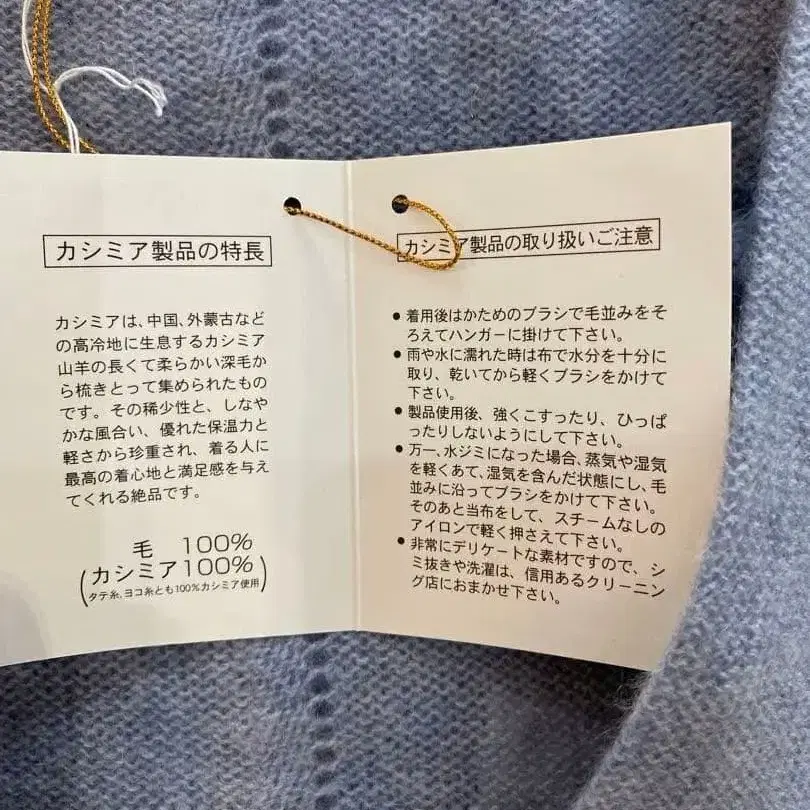 カシミア製品の特長
カシミアは、中国、外蒙古など
の高冷地に生息するカシミア
山羊の長くて柔らかい深毛か
ら梳きとって集められたもの
です。その稀少性と、しなや
かな風合い、優れた保温力と
軽さから珍重され、着る人に
最高の着心地と満足感を与え
てくれる絶品です。
毛 100%
(カシミア100%
タテ糸、ヨコ糸とも100%カシミア使用)
カシミア製品の取り扱いご注意
●着用後はかためのブラシで毛並みをそ
ろえてハンガーに掛けて下さい。
●雨や水に濡れた時は布で水分を十分に
取り、乾いてから軽くブラシをかけて
下さい。
●製品使用後、強くこすったり、ひっぱ
ったりしないようにして下さい。
●万一、水ジミになった場合、蒸気や湿気
を軽くあて、湿気を含んだ状態にし、毛
並みに沿ってブラシをかけて下さい。
そのあと当布をして、スチームなしの
アイロンで軽く押さえて下さい。
●非常にデリケートな素材ですので、シ
ミ抜きや洗濯は、信用あるクリーニン
グ店におまかせ下さい。